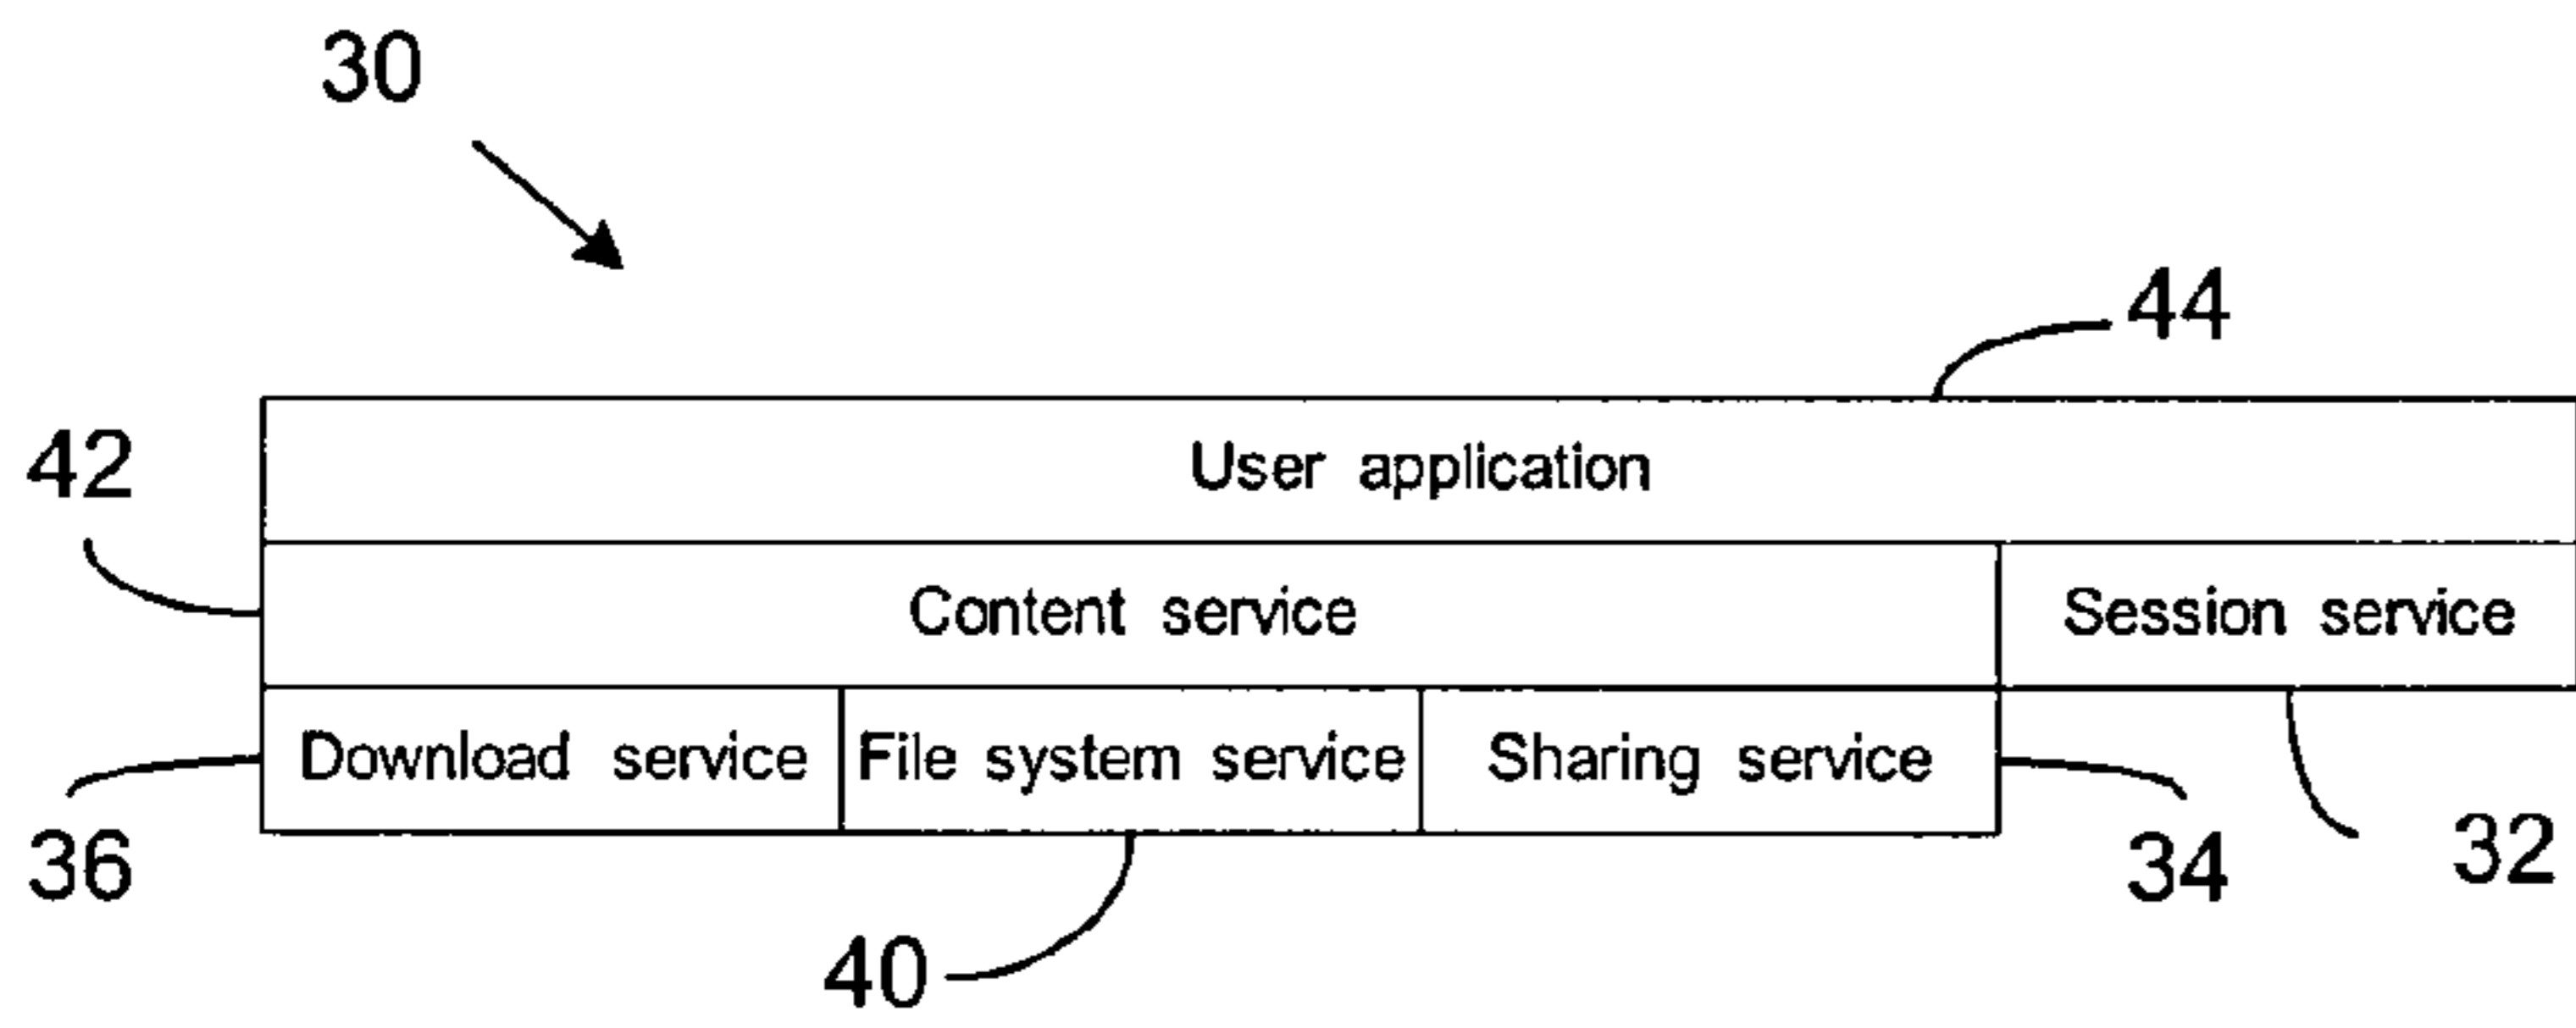 30
44
User application
42
Content service
Session service
Download service
File system service
Sharing service
36
40
34
32